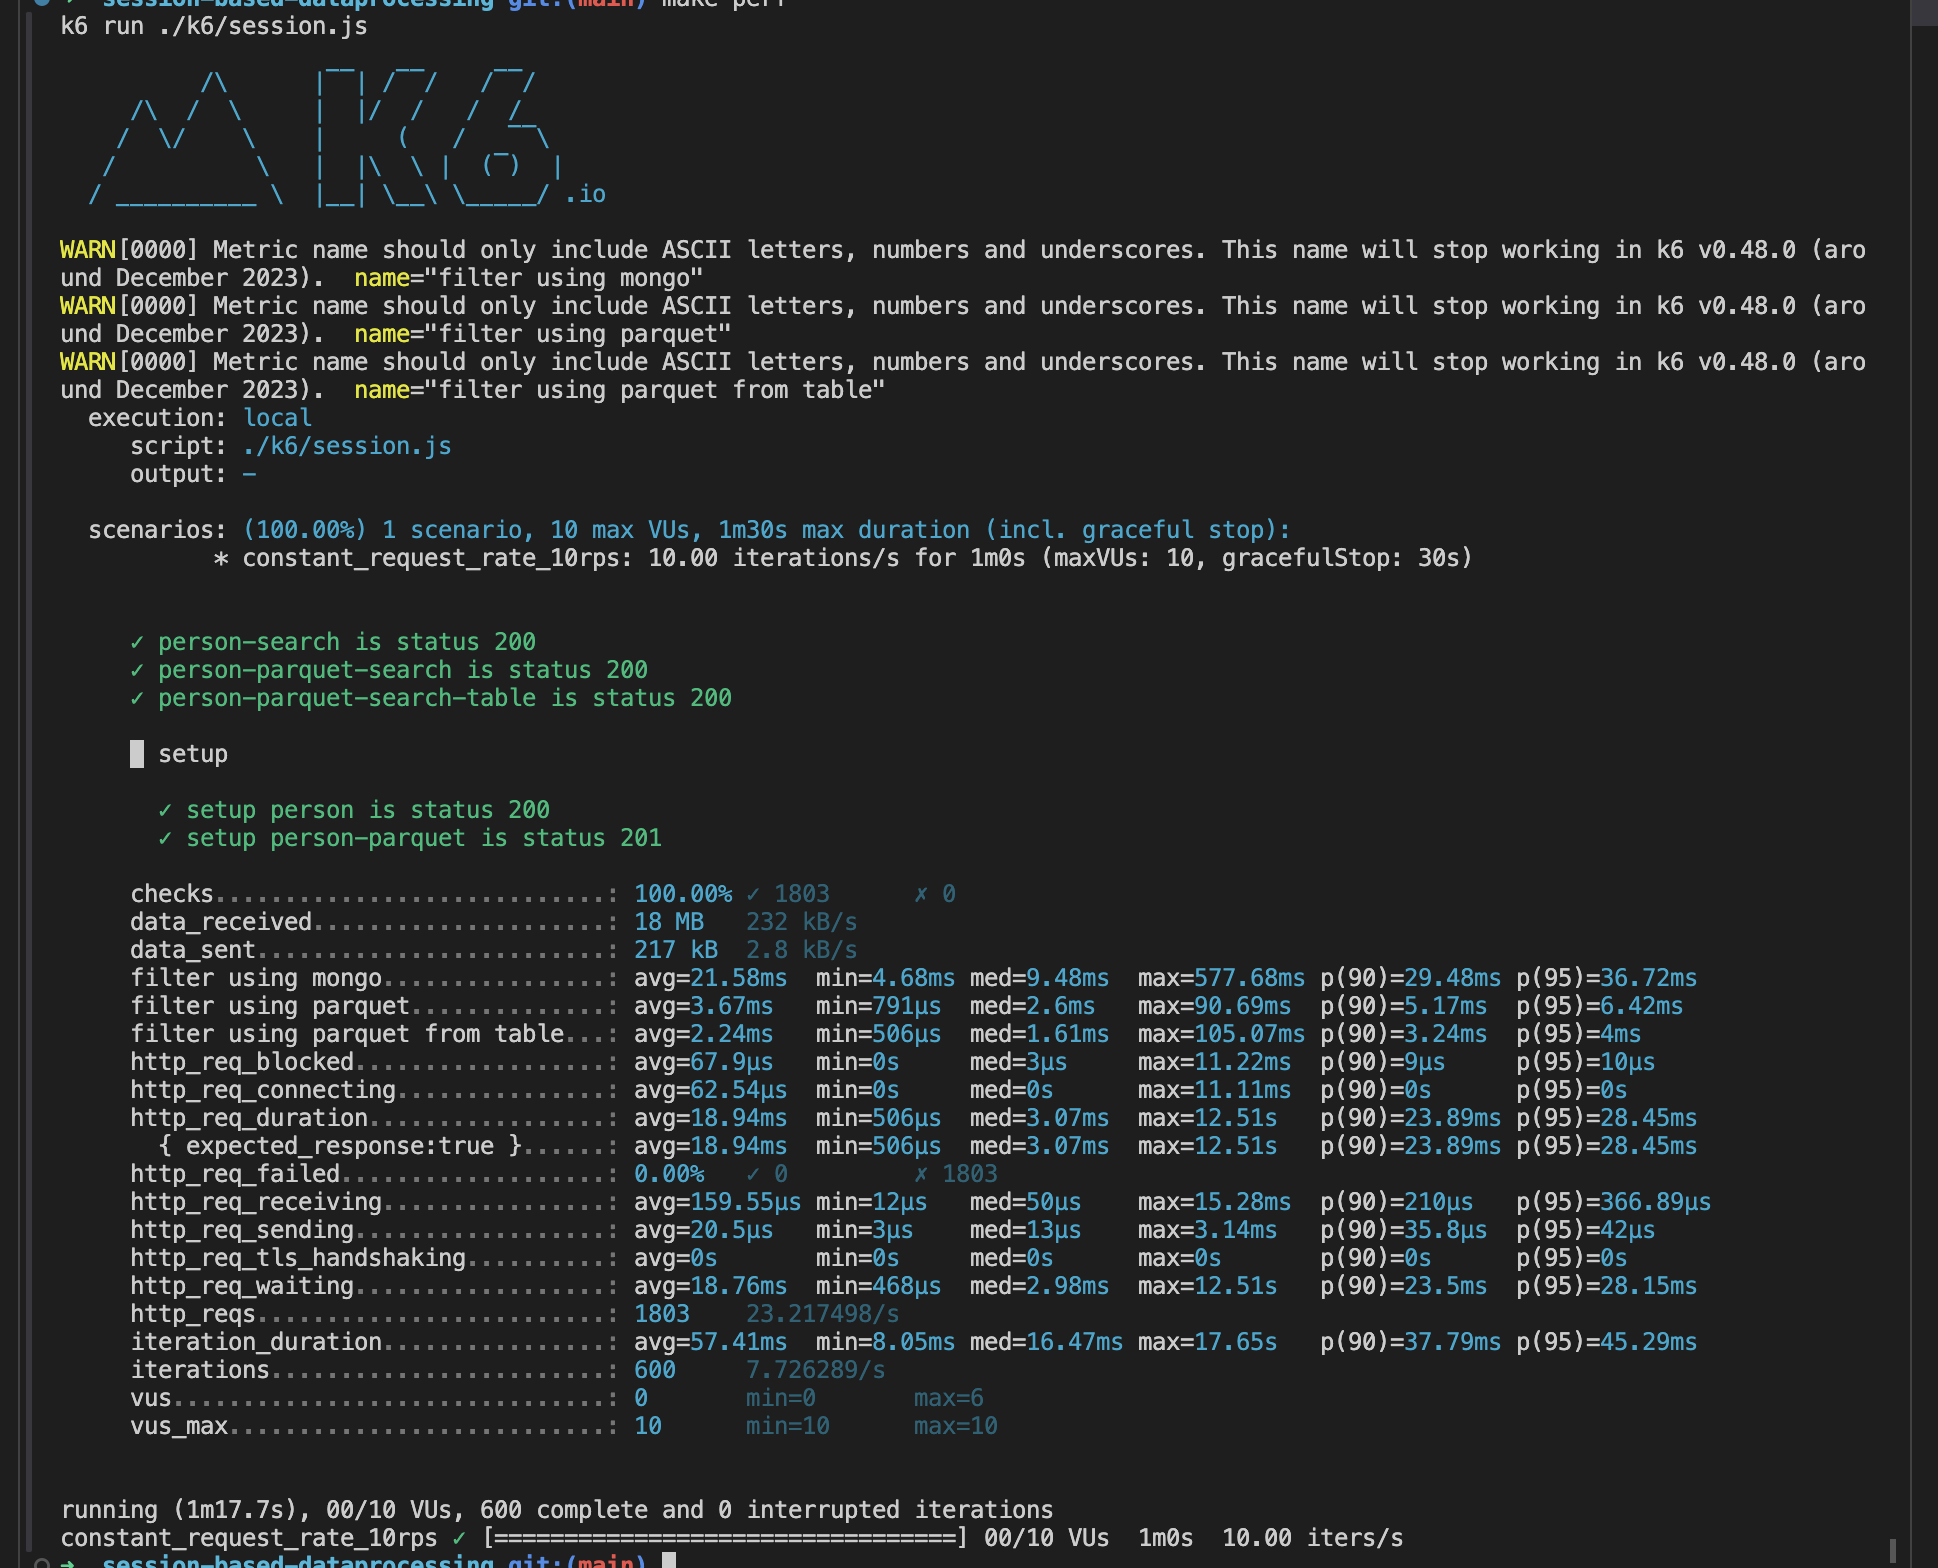 session-based-dataprocessing git:(main) make perf
k6 run ./k6/session.js
          /\      |‾‾| /‾‾/   /‾‾/
     /\  /  \     |  |/  /   /  /
    /  \/    \    |     (   /   ‾‾\
   /          \   |  |\  \ |  (‾)  |
  / __________ \  |__| \__\ \_____/ .io
WARN[0000] Metric name should only include ASCII letters, numbers and underscores. This name will stop working in k6 v0.48.0 (aro
und December 2023).  name="filter using mongo"
WARN[0000] Metric name should only include ASCII letters, numbers and underscores. This name will stop working in k6 v0.48.0 (aro
und December 2023).  name="filter using parquet"
WARN[0000] Metric name should only include ASCII letters, numbers and underscores. This name will stop working in k6 v0.48.0 (aro
und December 2023).  name="filter using parquet from table"
execution: local
script: ./k6/session.js
output: -
scenarios: (100.00%) 1 scenario, 10 max VUs, 1m30s max duration (incl. graceful stop):
* constant_request_rate_10rps: 10.00 iterations/s for 1m0s (maxVUs: 10, gracefulStop: 30s)
✓ person-search is status 200
✓ person-parquet-search is status 200
✓ person-parquet-search-table is status 200
█ setup
✓ setup person is status 200
✓ setup person-parquet is status 201
checks............................: 100.00% ✓ 1803      ✗ 0
data_received.....................: 18 MB   232 kB/s
data_sent.........................: 217 kB  2.8 kB/s
filter using mongo................: avg=21.58ms  min=4.68ms med=9.48ms  max=577.68ms p(90)=29.48ms p(95)=36.72ms
filter using parquet..............: avg=3.67ms   min=791µs  med=2.6ms   max=90.69ms  p(90)=5.17ms  p(95)=6.42ms
filter using parquet from table...: avg=2.24ms   min=506µs  med=1.61ms  max=105.07ms p(90)=3.24ms  p(95)=4ms
http_req_blocked..................: avg=67.9µs   min=0s     med=3µs     max=11.22ms  p(90)=9µs     p(95)=10µs
http_req_connecting...............: avg=62.54µs  min=0s     med=0s      max=11.11ms  p(90)=0s      p(95)=0s
http_req_duration.................: avg=18.94ms  min=506µs  med=3.07ms  max=12.51s   p(90)=23.89ms p(95)=28.45ms
{ expected_response:true }......: avg=18.94ms  min=506µs  med=3.07ms  max=12.51s   p(90)=23.89ms p(95)=28.45ms
http_req_failed...................: 0.00%   ✓ 0         ✗ 1803
http_req_receiving................: avg=159.55µs min=12µs   med=50µs    max=15.28ms  p(90)=210µs   p(95)=366.89µs
http_req_sending..................: avg=20.5µs   min=3µs    med=13µs    max=3.14ms   p(90)=35.8µs  p(95)=42µs
http_req_tls_handshaking..........: avg=0s       min=0s     med=0s      max=0s       p(90)=0s      p(95)=0s
http_req_waiting..................: avg=18.76ms  min=468µs  med=2.98ms  max=12.51s   p(90)=23.5ms  p(95)=28.15ms
http_reqs.........................: 1803    23.217498/s
iteration_duration................: avg=57.41ms  min=8.05ms med=16.47ms max=17.65s   p(90)=37.79ms p(95)=45.29ms
iterations........................: 600     7.726289/s
vus...............................: 0       min=0       max=6
vus_max...........................: 10      min=10      max=10
running (1m17.7s), 00/10 VUs, 600 complete and 0 interrupted iterations
constant_request_rate_10rps ✓ [=================================] 00/10 VUs  1m0s  10.00 iters/s
➜  session-based-dataprocessing git:(main)